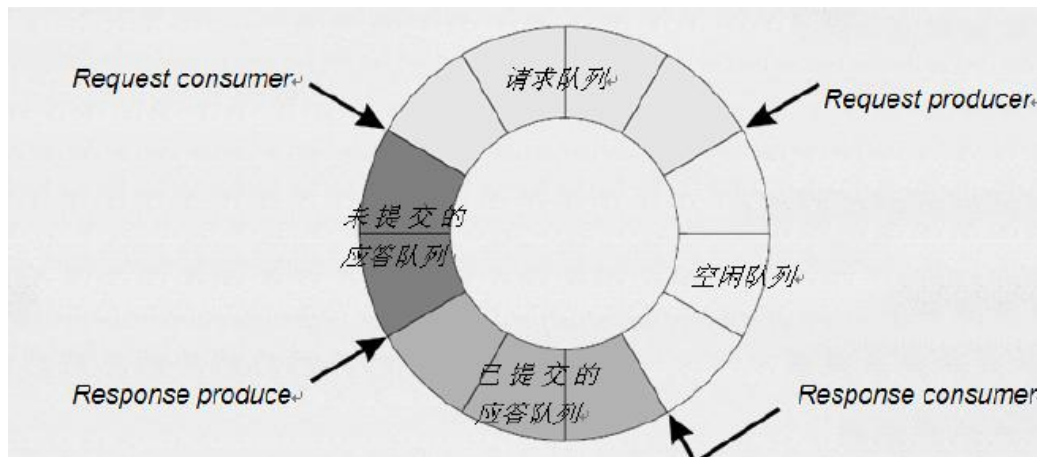 Request consumer
请求队列
Request producer
未提交的
应答队列
空闲队列
Response produce
已提交的
应答队列
Response consumer